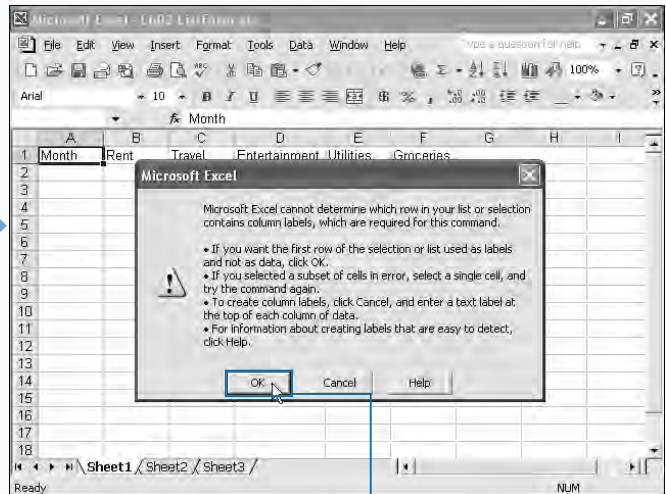 Microsoft Excel - Ch02 ListForm.xls
File Edit View Insert Format Tools Data Window Help Type a question for help
100%
Arial 10 B I U % ,
fx Month
A B C D E F G H I
1 Month Rent Travel Entertainment Utilities Groceries
2
3
4
5
6
7
8
9
10
11
12
13
14
15
16
17
18
Microsoft Excel
Microsoft Excel cannot determine which row in your list or selection
contains column labels, which are required for this command.
• If you want the first row of the selection or list used as labels
and not as data, click OK.
• If you selected a subset of cells in error, select a single cell, and
try the command again.
• To create column labels, click Cancel, and enter a text label at
the top of each column of data.
• For information about creating labels that are easy to detect,
click Help.
OK Cancel Help
Sheet1 / Sheet2 / Sheet3 /
Ready NUM